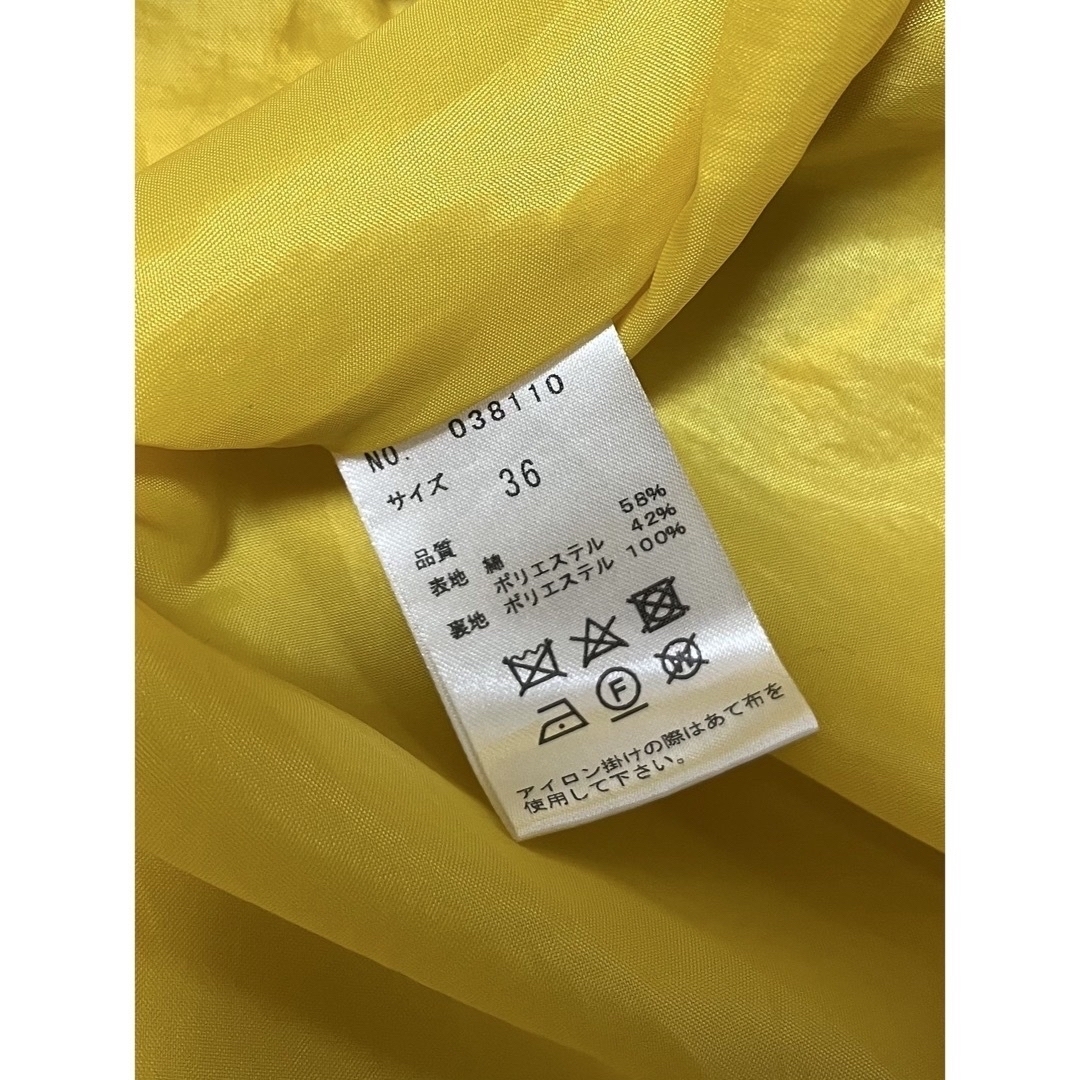 NO. 038110
サイズ 36
品質
表地 綿 58%
ポリエステル 42%
裏地 ポリエステル 100%
F
W
アイロン掛けの際はあて布を
使用して下さい。